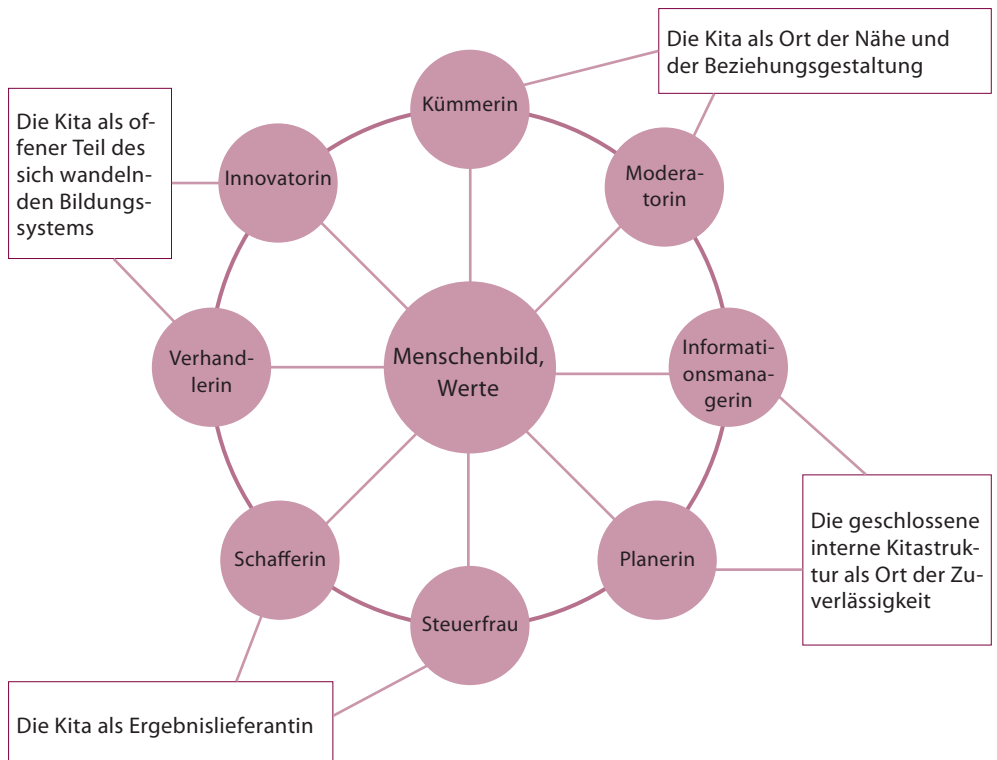 Die Kita als Ort der Nähe und
der Beziehungsgestaltung
Kümmerin
Die Kita als of-
fener Teil des
sich wandeln-
den Bildungs-
systems
Innovatorin
Modera-
torin
Verhand-
lerin
Menschenbild,
Werte
Informati-
onsmana-
gerin
Schafferin
Steuerfrau
Planerin
Die geschlossene
interne Kitastruk-
tur als Ort der Zu-
verlässigkeit
Die Kita als Ergebnislieferantin